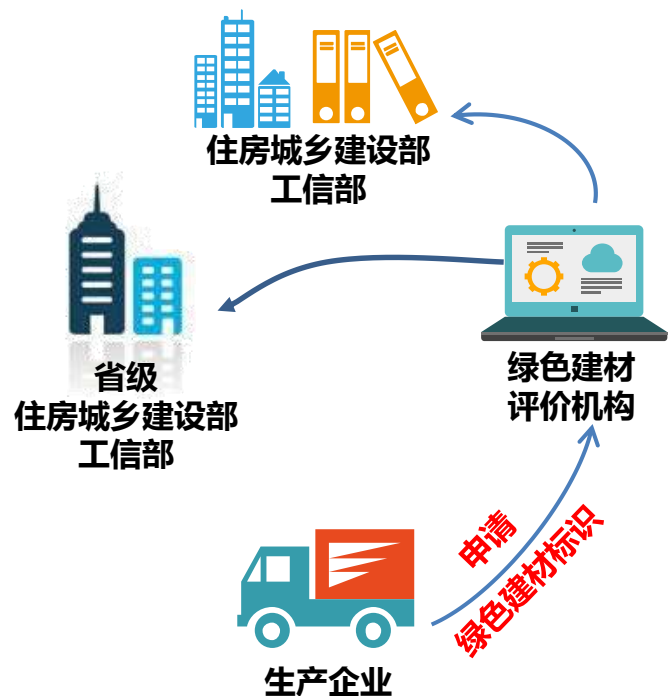 住房城乡建设部
工信部
省级
住房城乡建设部
工信部
绿色建材
评价机构
申请
绿色建材标识
生产企业